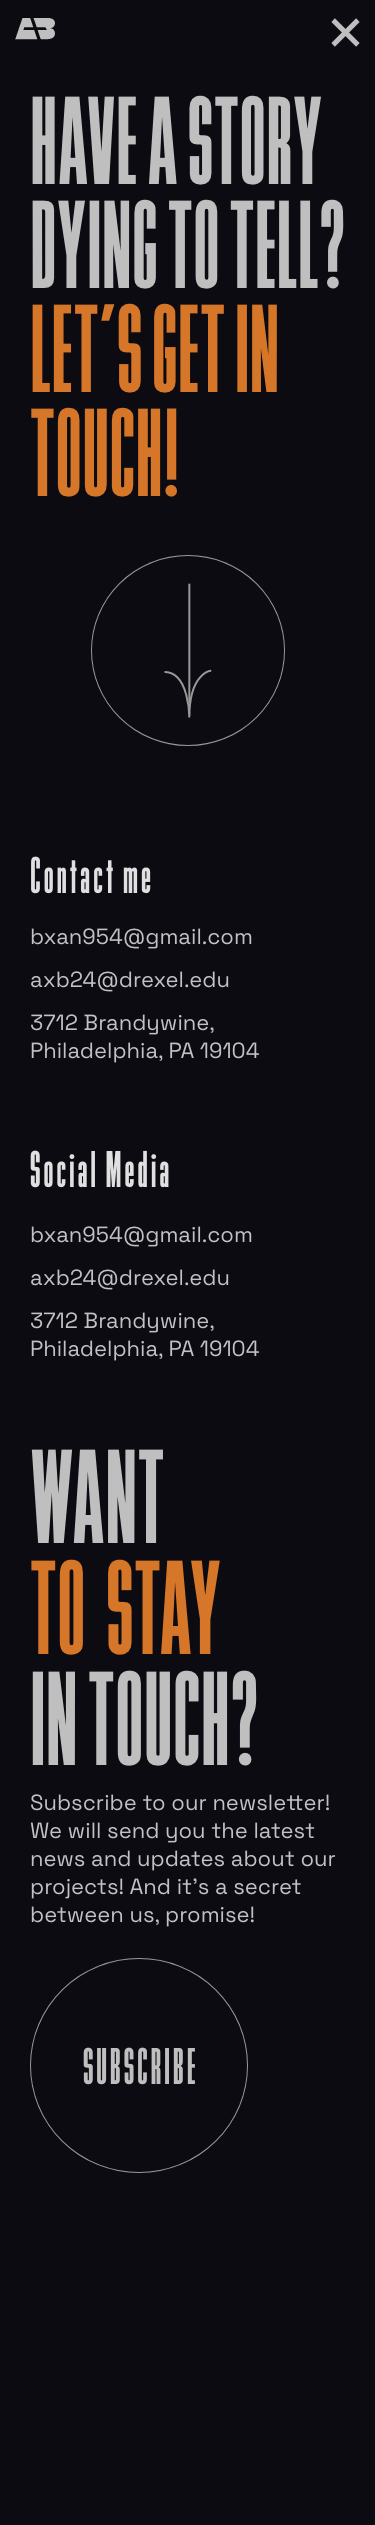 AB
HAVE A STORY
DYING TO TELL?
LET'S GET IN
TOUCH!
Contact me
bxan954@gmail.com
axb24@drexel.edu
3712 Brandywine,
Philadelphia, PA 19104
Social Media
bxan954@gmail.com
axb24@drexel.edu
3712 Brandywine,
Philadelphia, PA 19104
WANT
TO STAY
IN TOUCH?
Subscribe to our newsletter!
We will send you the latest
news and updates about our
projects! And it's a secret
between us, promise!
SUBSCRIBE